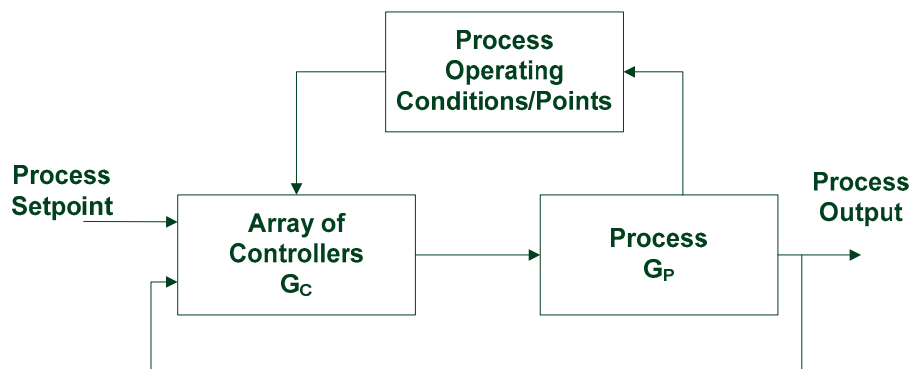 Process
Operating
Conditions/Points
Process
Setpoint
Array of
Controllers
GC
Process
GP
Process
Output